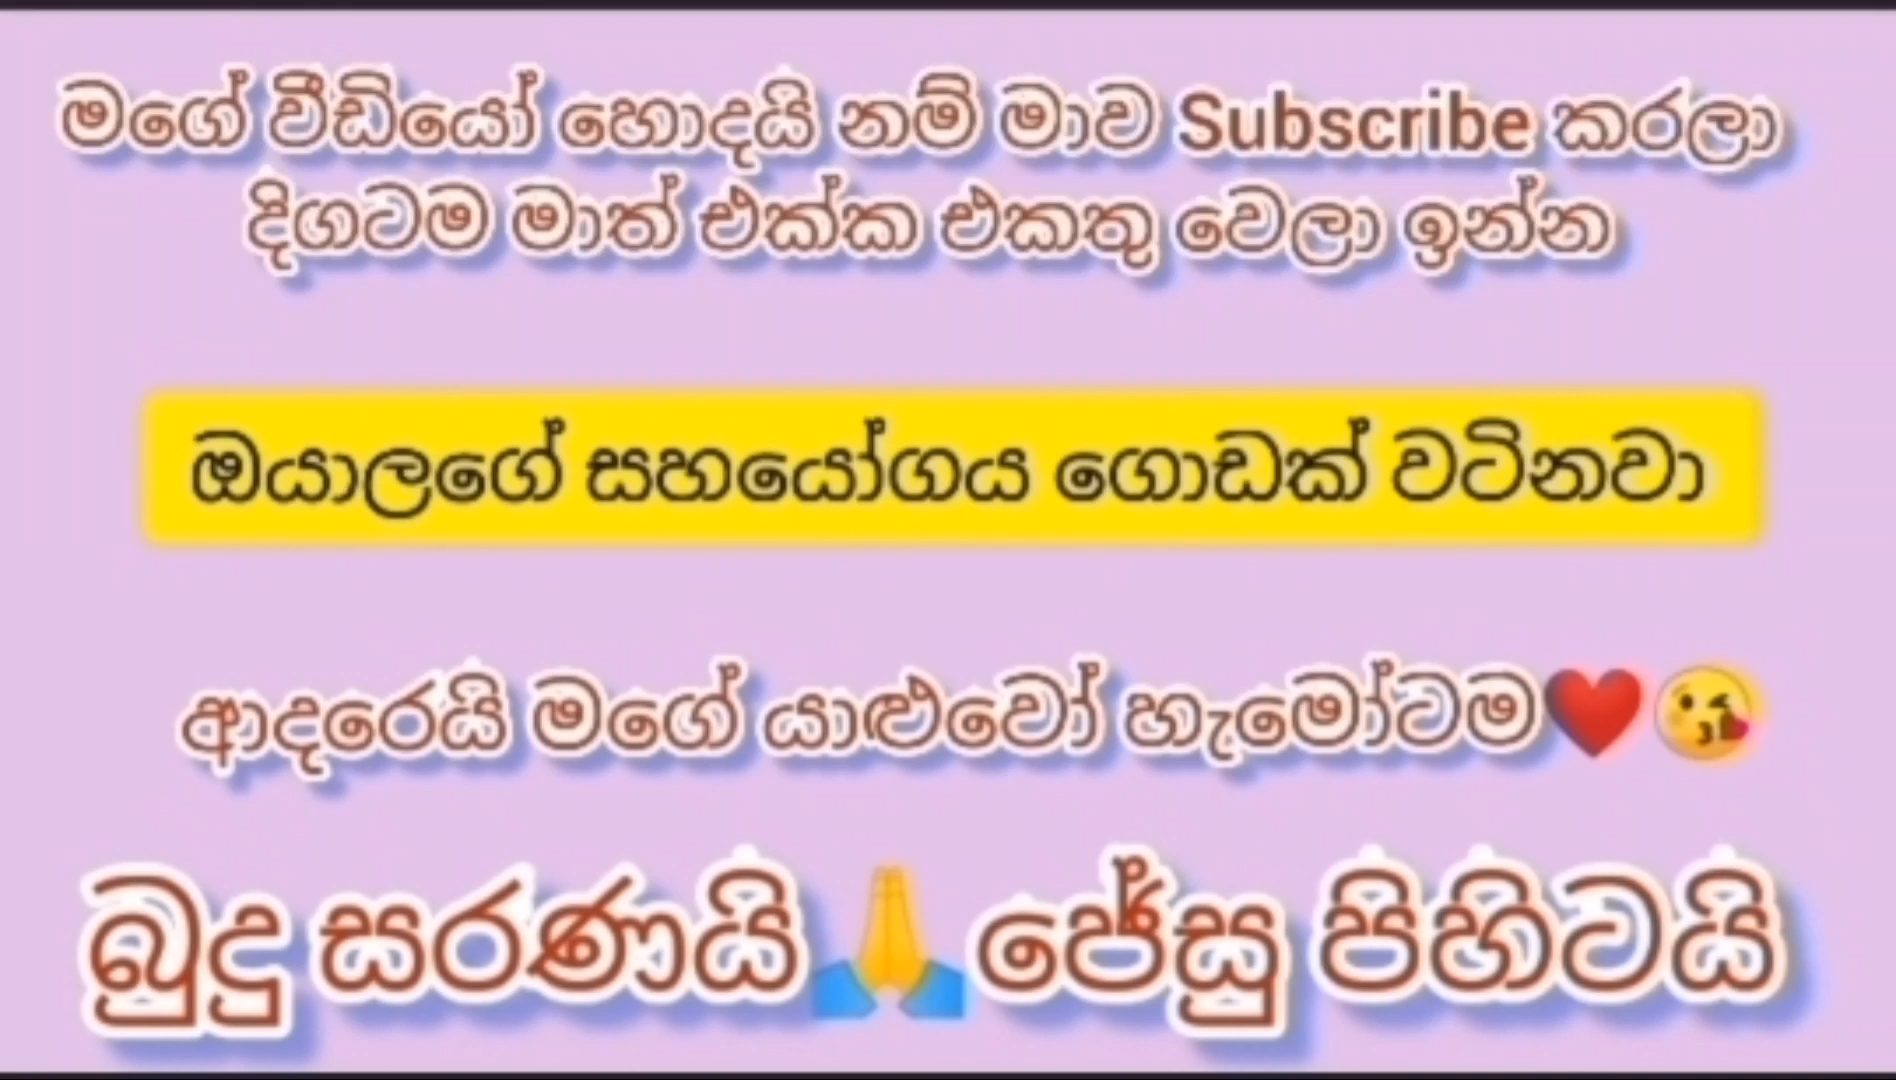 මගේ වීඩියෝ හොදයි නම් මාව Subscribe කරලා
දිගටම මාත් එක්ක එකතු වෙලා ඉන්න
ඔයාලගේ සහයෝගය ගොඩක් වටිනවා
ආදරෙයි මගේ යාළුවෝ හැමෝටම❤️😘
බුදු සරණයි🙏ජේසු පිහිටයි